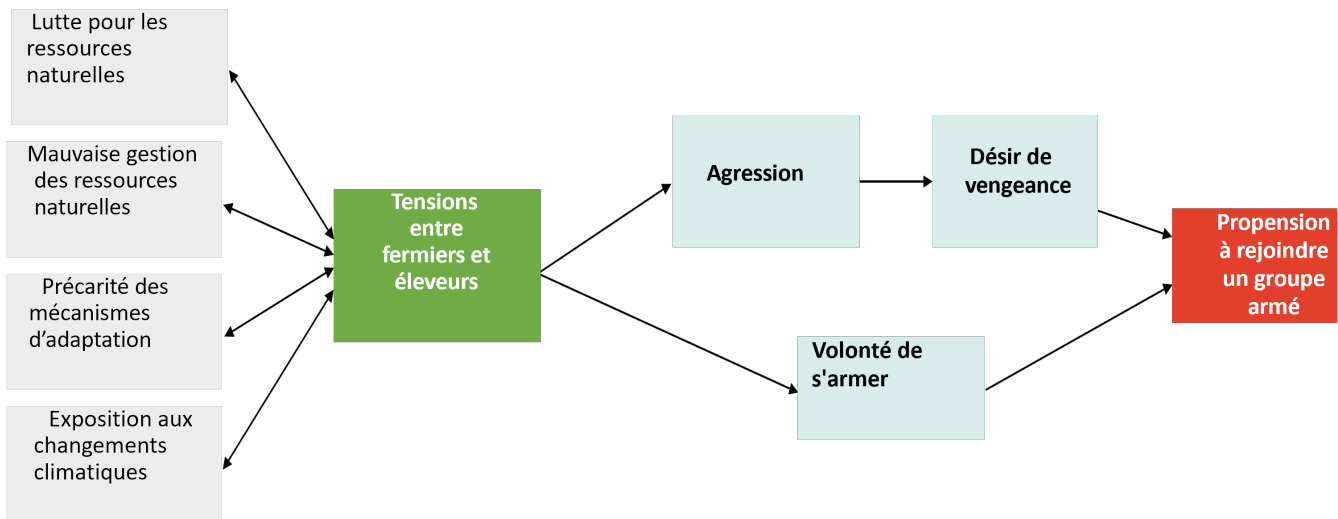 Lutte pour les
ressources
naturelles
Mauvaise gestion
des ressources
naturelles
Précarité des
mécanismes
d’adaptation
Exposition aux
changements
climatiques
Tensions
entre
fermiers et
éleveurs
Agression
Désir de
vengeance
Volonté de
s'armer
Propension
à rejoindre
un groupe
armé